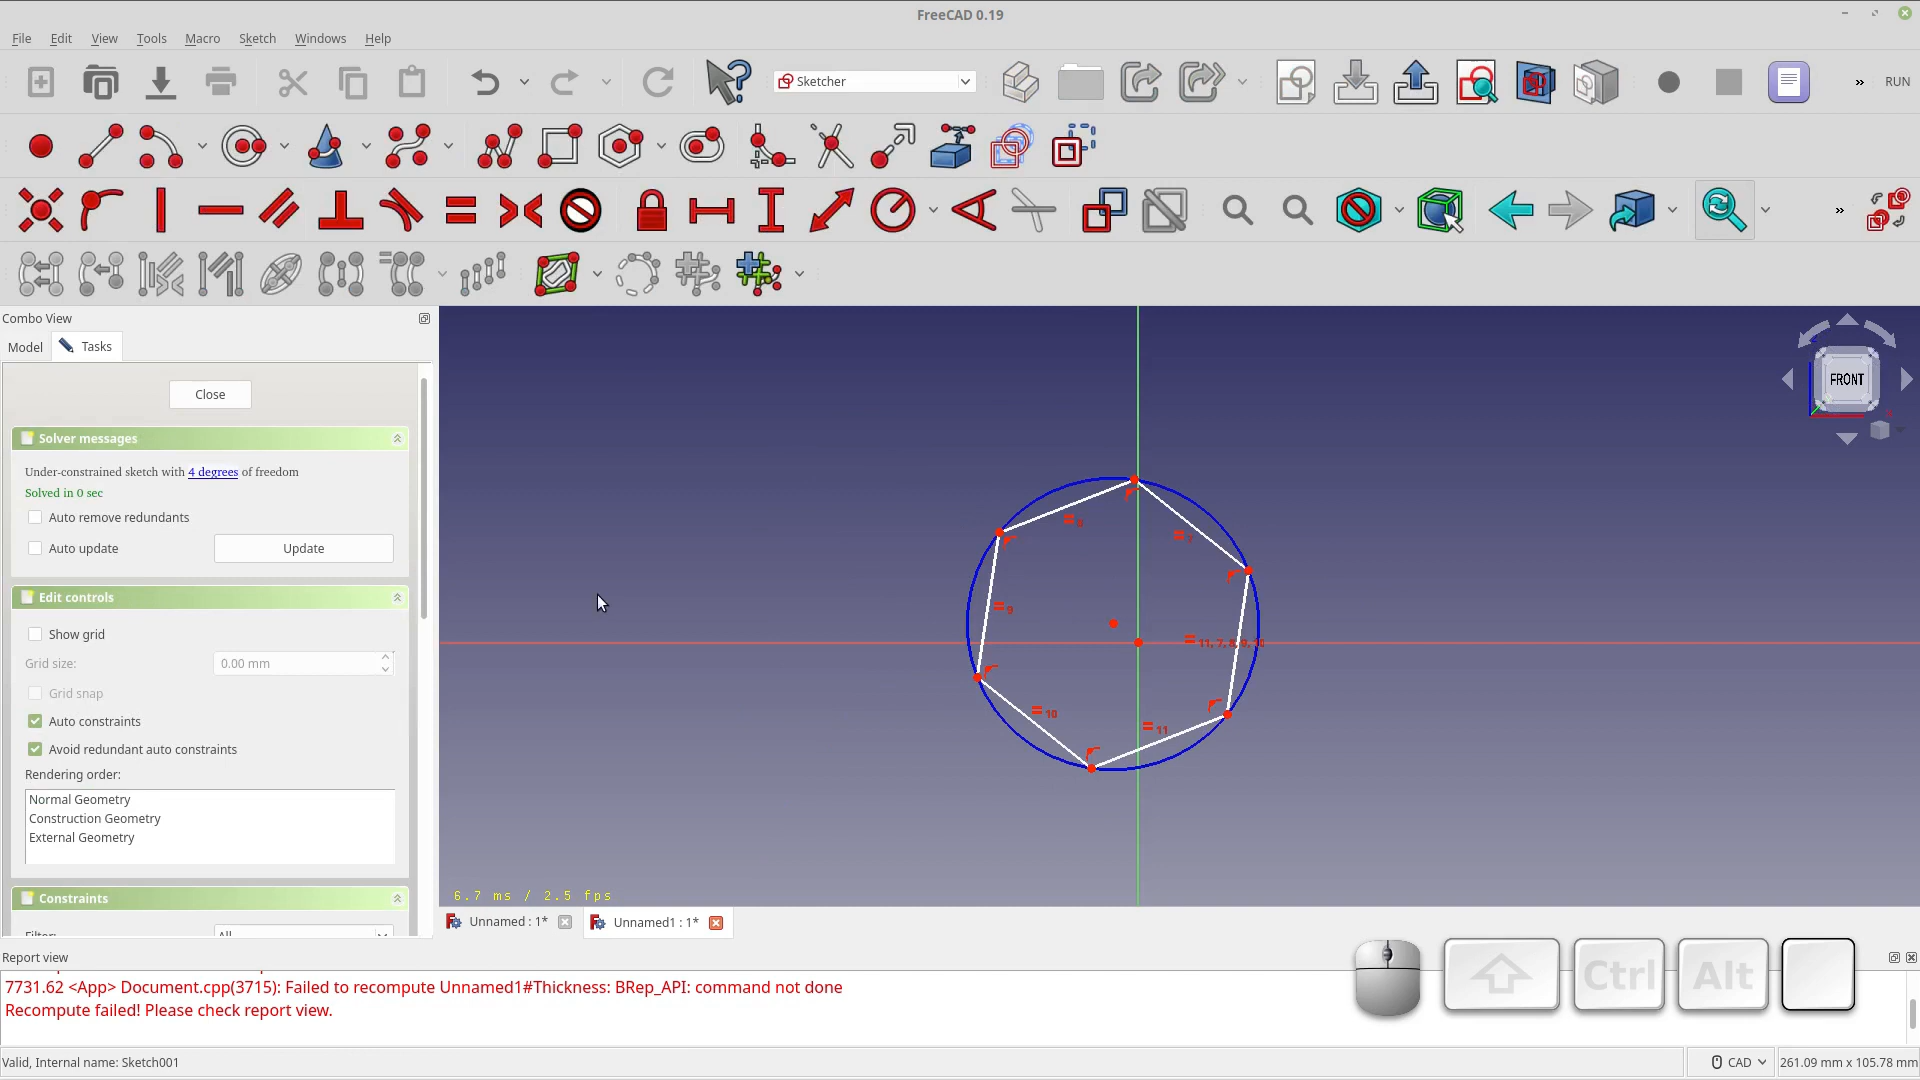 FreeCAD 0.19
File Edit View Tools Macro Sketch Windows Help
Sketcher
RUN
Combo View
Model Tasks
Close
Solver messages
Under-constrained sketch with 4 degrees of freedom
Solved in 0 sec
Auto remove redundants
Auto update Update
Edit controls
Show grid
Grid size: 0.00 mm
Grid snap
Auto constraints
Avoid redundant auto constraints
Rendering order:
Normal Geometry
Construction Geometry
External Geometry
Constraints
Filter: All
FRONT
9
10
11
6.7 ms / 2.5 fps
Unnamed : 1* Unnamed1 : 1*
Report view
7731.62 <App> Document.cpp(3715): Failed to recompute Unnamed1#Thickness: BRep_API: command not done
Recompute failed! Please check report view.
Ctrl Alt
Valid, Internal name: Sketch001
CAD 261.09 mm x 105.78 mm